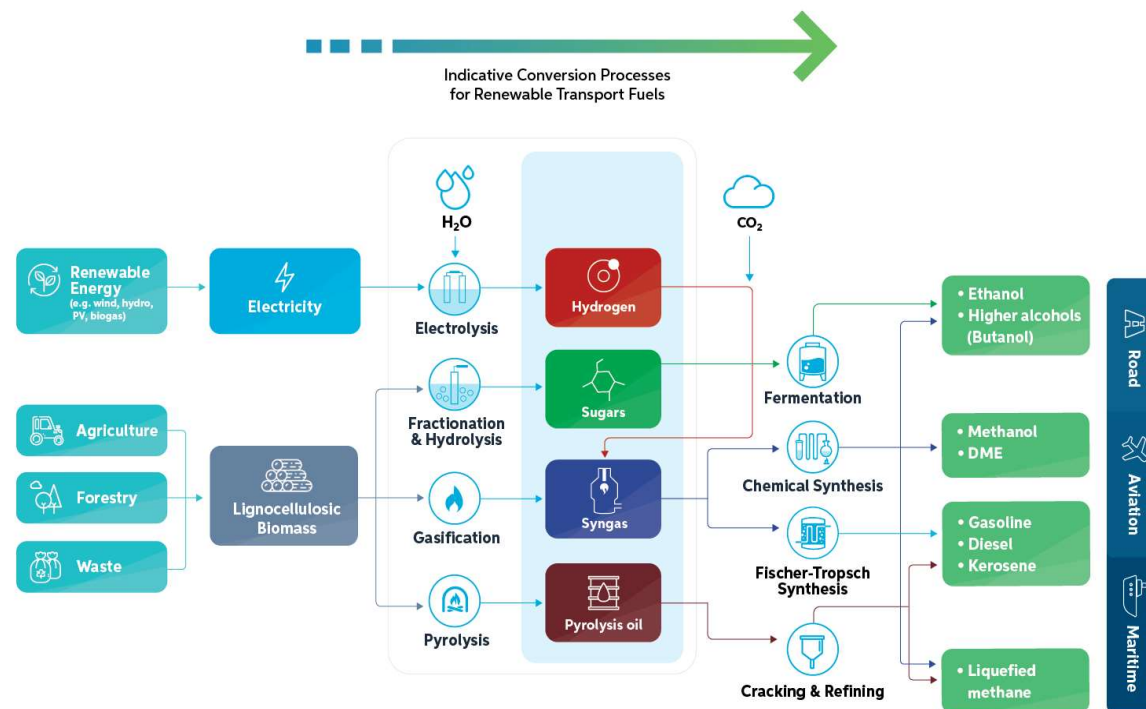 Indicative Conversion Processes
for Renewable Transport Fuels
H₂O
CO₂
Renewable
Energy
(e.g. wind, hydro,
PV, biogas)
Electricity
Electrolysis
Hydrogen
• Ethanol
• Higher alcohols
(Butanol)
Fractionation
& Hydrolysis
Sugars
Fermentation
Agriculture
Forestry
Waste
Lignocellulosic
Biomass
Gasification
Syngas
Chemical Synthesis
• Methanol
• DME
Fischer-Tropsch
Synthesis
• Gasoline
• Diesel
• Kerosene
Pyrolysis
Pyrolysis oil
Cracking & Refining
• Liquefied
methane
Road
Aviation
Maritime